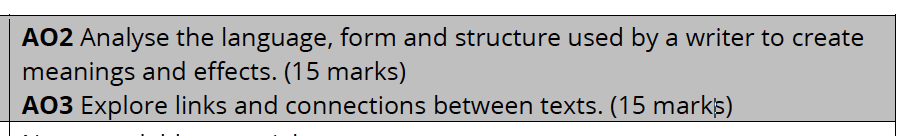 AO2 Analyse the language, form and structure used by a writer to create
meanings and effects. (15 marks)
AO3 Explore links and connections between texts. (15 marks)